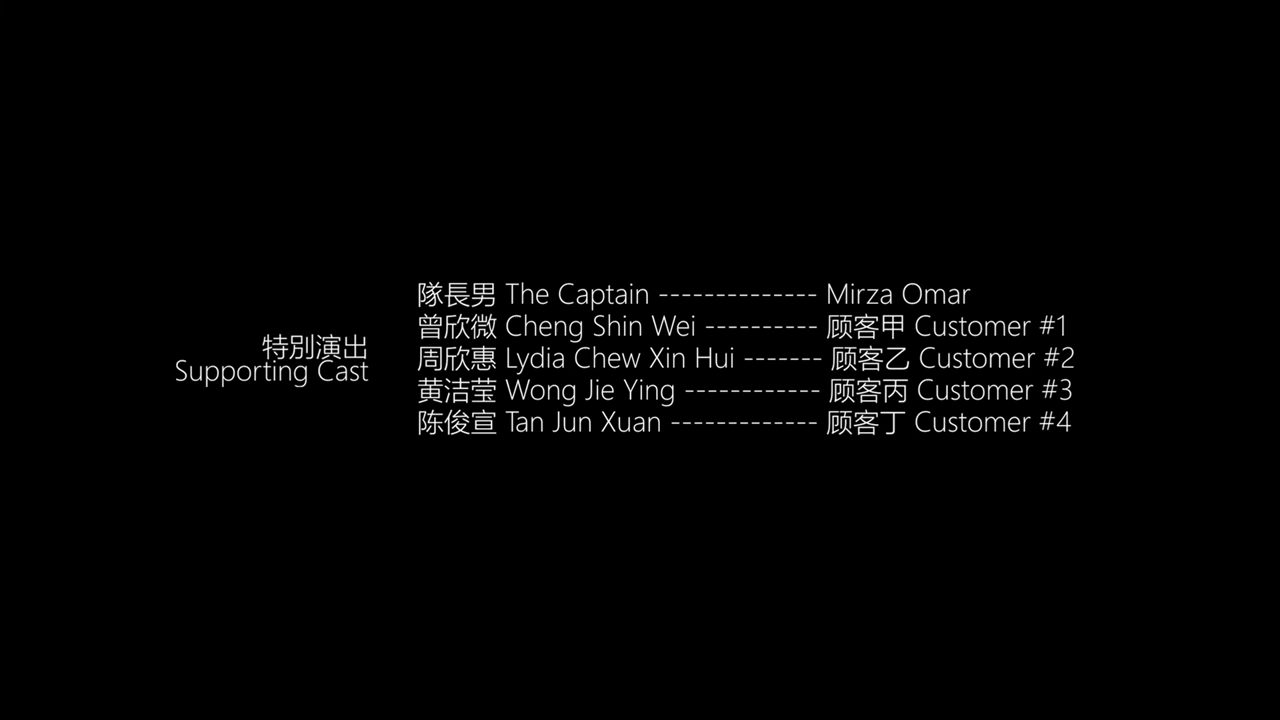 特別演出
Supporting Cast
隊長男 The Captain -------------- Mirza Omar
曾欣微 Cheng Shin Wei ---------- 顾客甲 Customer #1
周欣惠 Lydia Chew Xin Hui ------- 顾客乙 Customer #2
黄洁莹 Wong Jie Ying ------------ 顾客丙 Customer #3
陈俊宣 Tan Jun Xuan ------------- 顾客丁 Customer #4